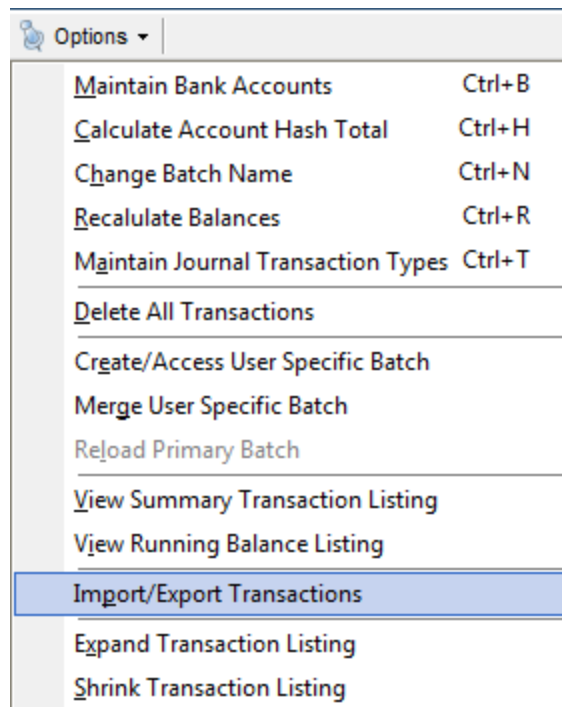 Options
Maintain Bank Accounts Ctrl+B
Calculate Account Hash Total Ctrl+H
Change Batch Name Ctrl+N
Recalulate Balances Ctrl+R
Maintain Journal Transaction Types Ctrl+T
Delete All Transactions
Create/Access User Specific Batch
Merge User Specific Batch
Reload Primary Batch
View Summary Transaction Listing
View Running Balance Listing
Import/Export Transactions
Expand Transaction Listing
Shrink Transaction Listing